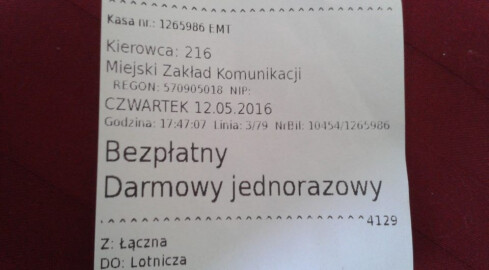 Kasa nr.: 1265986 EMT
Kierowca: 216
Miejski Zakład Komunikacji
REGON: 570905018 NIP:
CZWARTEK 12.05.2016
Godzina: 17:47:07 Linia: 3/79 NrBil: 10454/1265986
Bezpłatny
Darmowy jednorazowy
^ ^ ^ ^ ^ ^ ^ ^ ^ ^ ^ ^ ^ ^ ^ ^ ^ ^ ^ ^ ^ ^ ^ ^ ^ ^ 4129
Z: Łączna
DO: Lotnicza